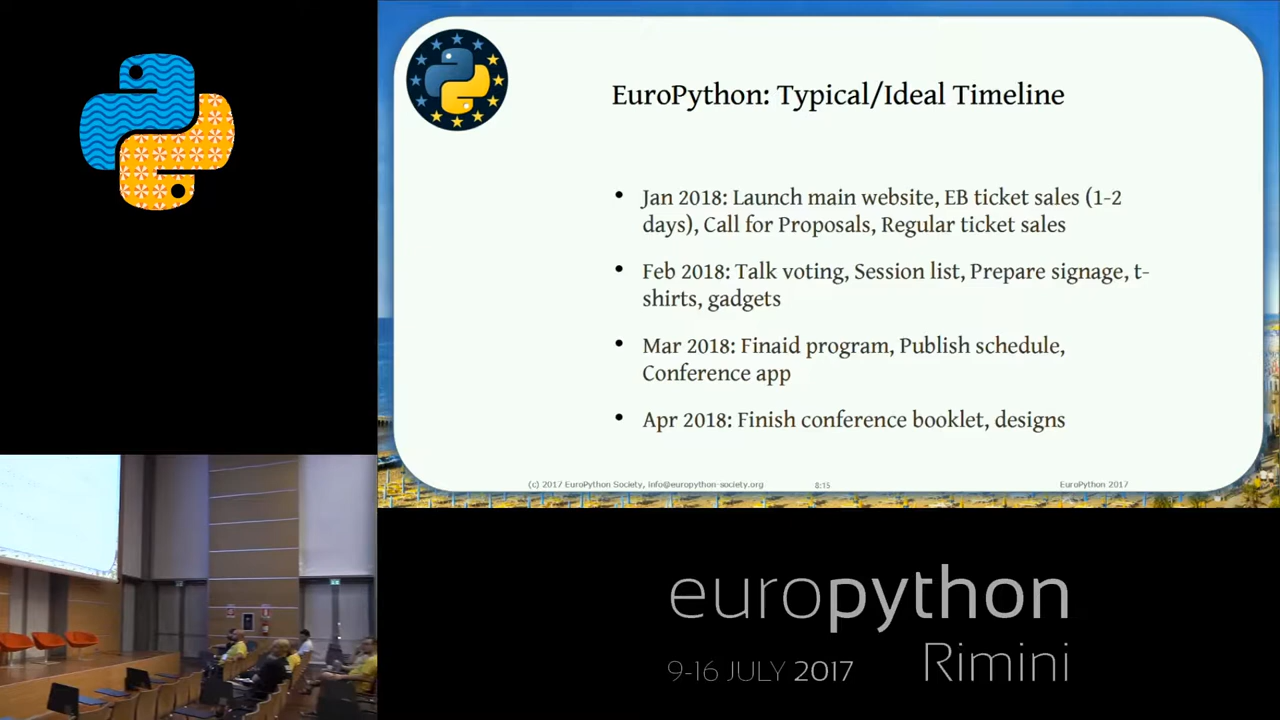 EuroPython: Typical/Ideal Timeline
• Jan 2018: Launch main website, EB ticket sales (1-2
days), Call for Proposals, Regular ticket sales
• Feb 2018: Talk voting, Session list, Prepare signage, t-
shirts, gadgets
• Mar 2018: Finaid program, Publish schedule,
Conference app
• Apr 2018: Finish conference booklet, designs
(c) 2017 EuroPython Society, info@europython-society.org
8:15
EuroPython 2017
europython
9-16 JULY 2017
Rimini